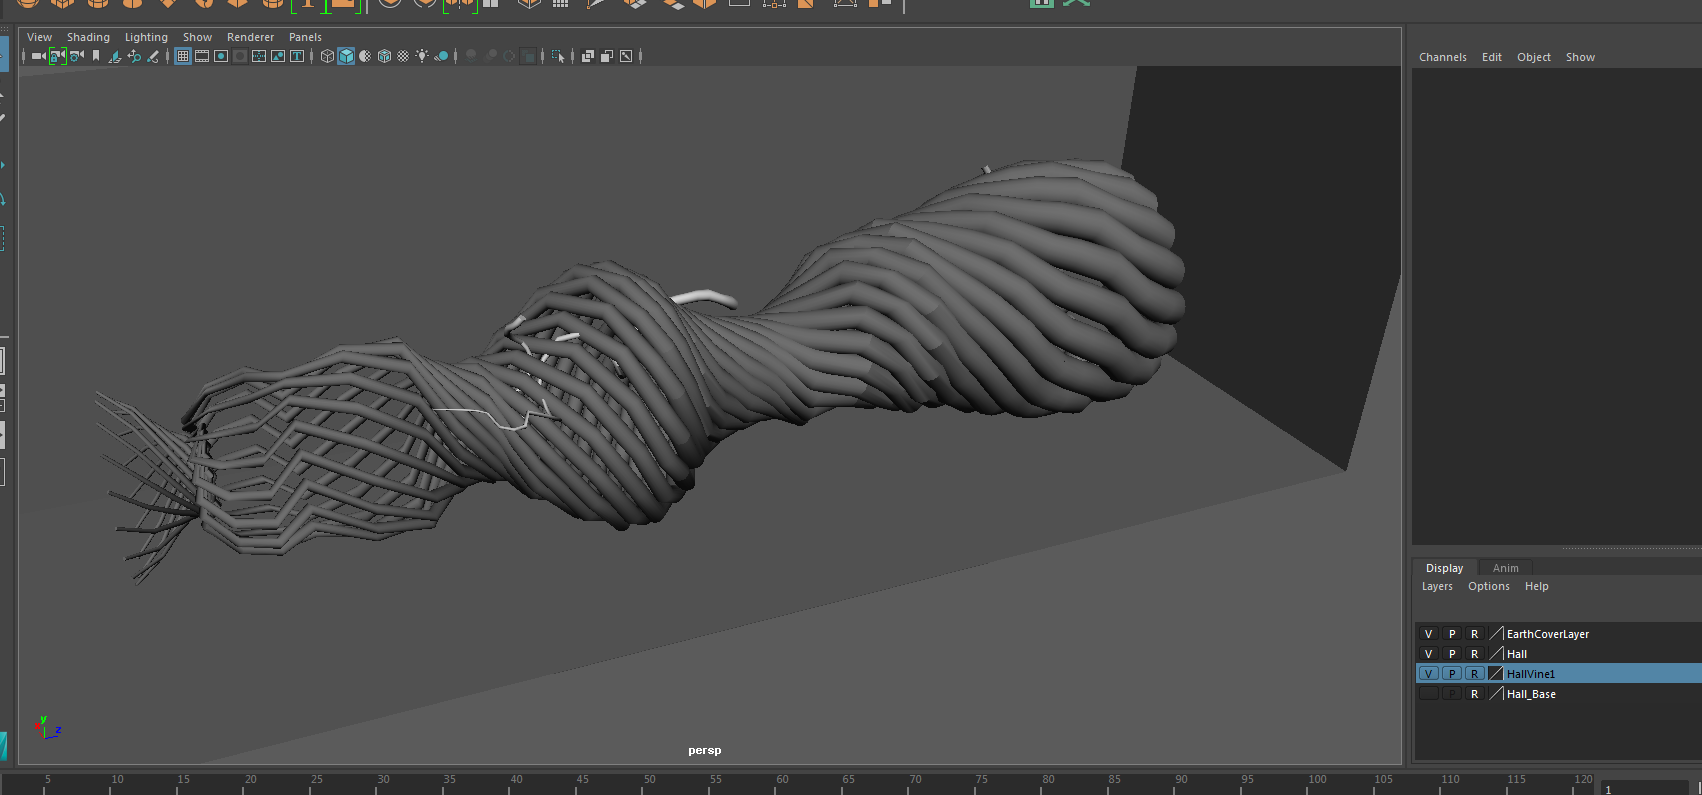 View Shading Lighting Show Renderer Panels
Channels Edit Object Show
persp
y
z
Display Anim
Layers Options Help
V P R EarthCoverLayer
V P R Hall
V P R HallVine1
P R Hall_Base
5 10 15 20 25 30 35 40 45 50 55 60 65 70 75 80 85 90 95 100 105 110 115 120
1